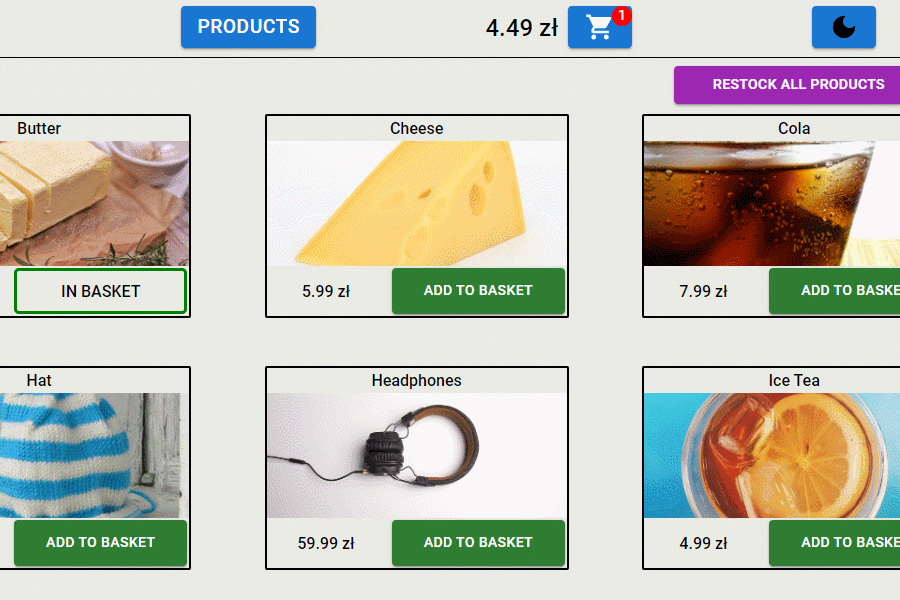 PRODUCTS
4.49 zł
1
RESTOCK ALL PRODUCTS
Butter
Cheese
Cola
IN BASKET
5.99 zł
ADD TO BASKET
7.99 zł
ADD TO BASKE
Hat
Headphones
Ice Tea
ADD TO BASKET
59.99 zł
ADD TO BASKET
4.99 zł
ADD TO BASKE